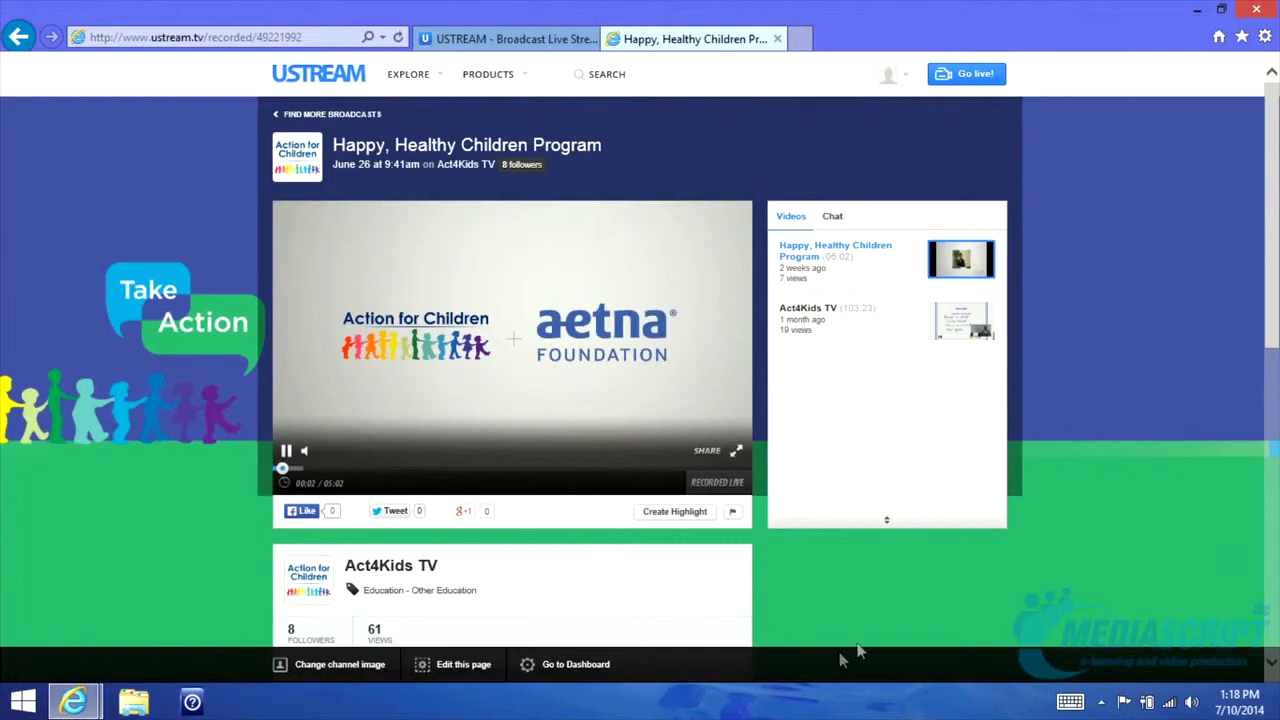 http://www.ustream.tv/recorded/49221992
USTREAM - Broadcast Live Stre...
Happy, Healthy Children Pr...
USTREAM
EXPLORE
PRODUCTS
SEARCH
Go live!
FIND MORE BROADCASTS
Action for Children
Happy, Healthy Children Program
June 26 at 9:41am on Act4Kids TV 8 followers
Take
Action
Action for Children
aetna®
FOUNDATION
SHARE
00:02 / 05:02
RECORDED LIVE
Videos
Chat
Happy, Healthy Children
Program (05:02)
2 weeks ago
7 views
Act4Kids TV (103:23)
1 month ago
19 views
Like 0
Tweet 0
g+1 0
Create Highlight
Action for
Children
Act4Kids TV
Education - Other Education
8
FOLLOWERS
61
VIEWS
Change channel image
Edit this page
Go to Dashboard
MEDIASCRIPT
e-learning and video production
1:18 PM
7/10/2014